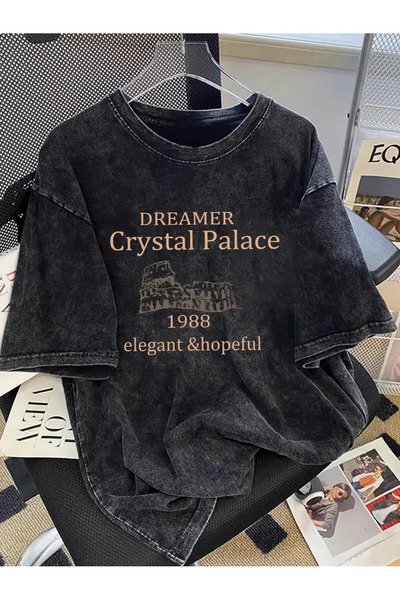 DREAMER
Crystal Palace
1988
elegant &hopeful
EQ
OF
VIEW